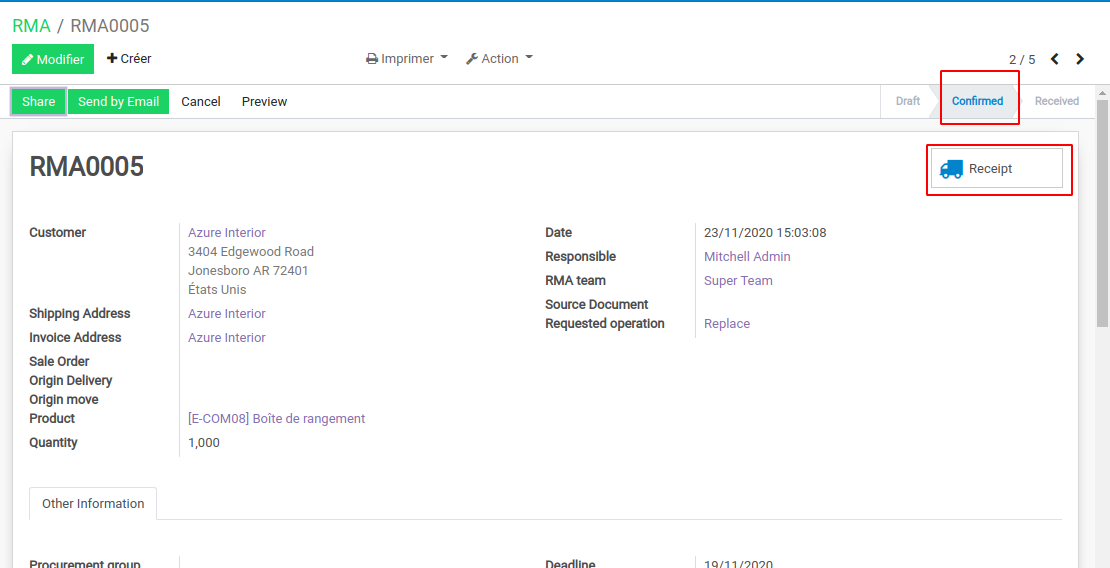 RMA / RMA0005
Modifier Créer Imprimer Action 2 / 5
Share Send by Email Cancel Preview Draft Confirmed Received
RMA0005 Receipt
Customer Azure Interior Date 23/11/2020 15:03:08
3404 Edgewood Road
Jonesboro AR 72401 Responsible Mitchell Admin
États Unis RMA team Super Team
Shipping Address Azure Interior Source Document
Invoice Address Azure Interior Requested operation Replace
Sale Order
Origin Delivery
Origin move
Product [E-COM08] Boîte de rangement
Quantity 1,000
Other Information
Procurement group Deadline 19/11/2020